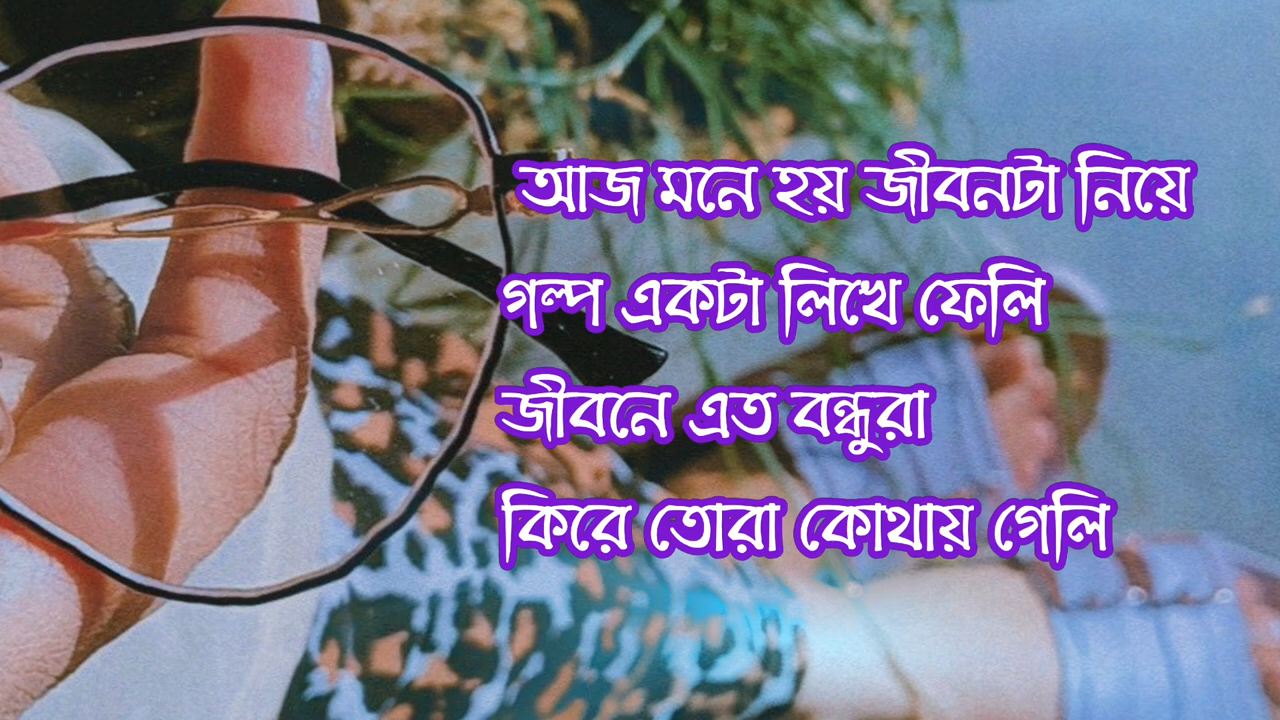 আজ মনে হয় জীবনটা নিয়ে
গল্প একটা লিখে ফেলি
জীবনে এত বন্ধুরা
কিরে তোরা কোথায় গেলি